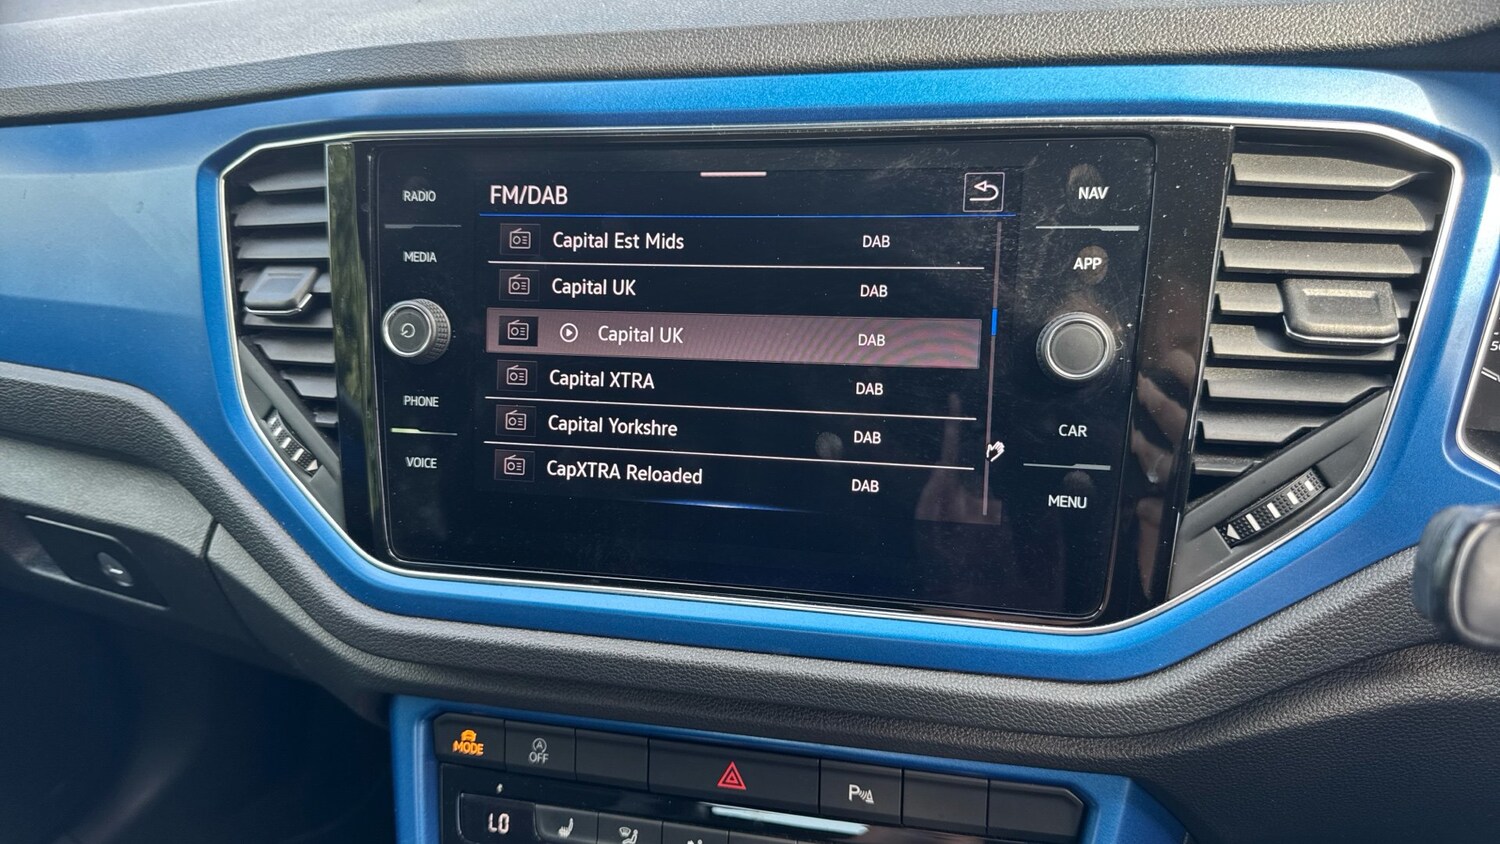 RADIO
FM/DAB
NAV
Capital Est Mids DAB
MEDIA
APP
Capital UK DAB
Capital UK DAB
Capital XTRA DAB
PHONE
Capital Yorkshre DAB
CAR
VOICE
CapXTRA Reloaded DAB
MENU
MODE
A
OFF
P
LO